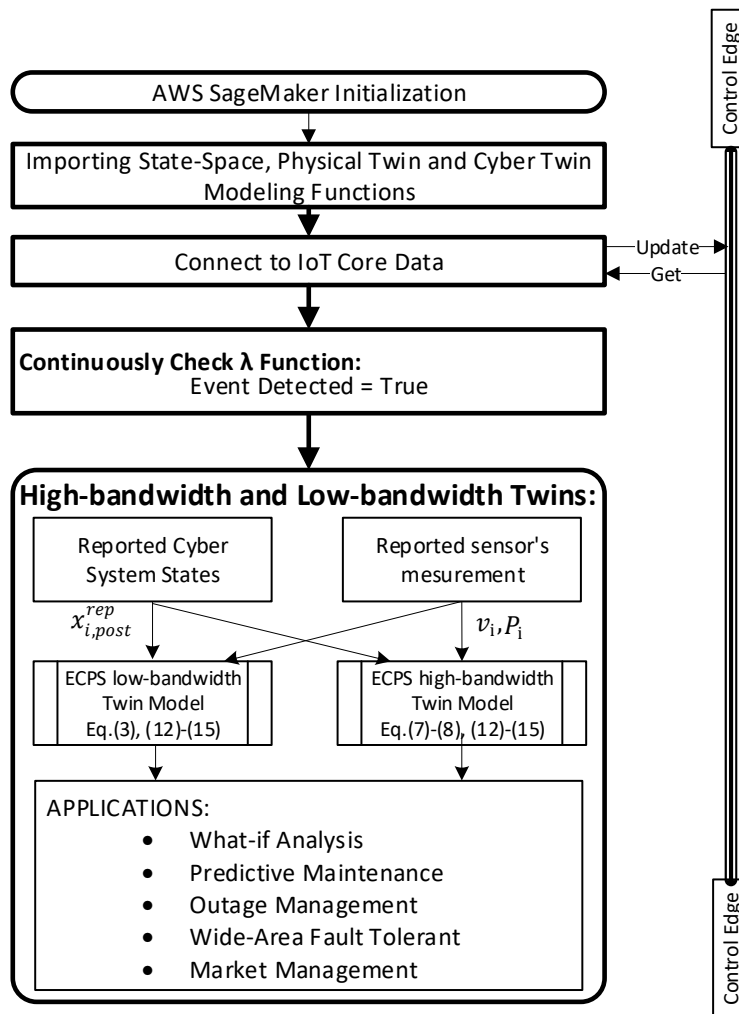 Control Edge
AWS SageMaker Initialization
Importing State-Space, Physical Twin and Cyber Twin
Modeling Functions
Connect to IoT Core Data
Update
Get
Continuously Check λ Function:
Event Detected = True
High-bandwidth and Low-bandwidth Twins:
Reported Cyber
System States
Reported sensor's
mesurement
x_{i,post}^{rep}
v_i, P_i
ECPS low-bandwidth
Twin Model
Eq.(3), (12)-(15)
ECPS high-bandwidth
Twin Model
Eq.(7)-(8), (12)-(15)
APPLICATIONS:
• What-if Analysis
• Predictive Maintenance
• Outage Management
• Wide-Area Fault Tolerant
• Market Management
Control Edge